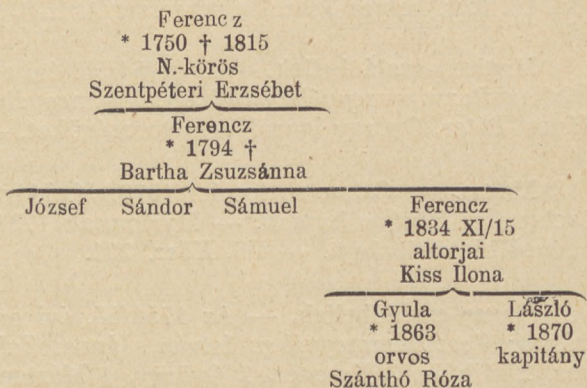 Ferencz
* 1750 † 1815
N.-körös
Szentpéteri Erzsébet
Ferencz
* 1794 †
Bartha Zsuzsánna
József Sándor Sámuel Ferencz
* 1834 XI/15
altorjai
Kiss Ilona
Gyula László
* 1863 * 1870
orvos kapitány
Szánthó Róza